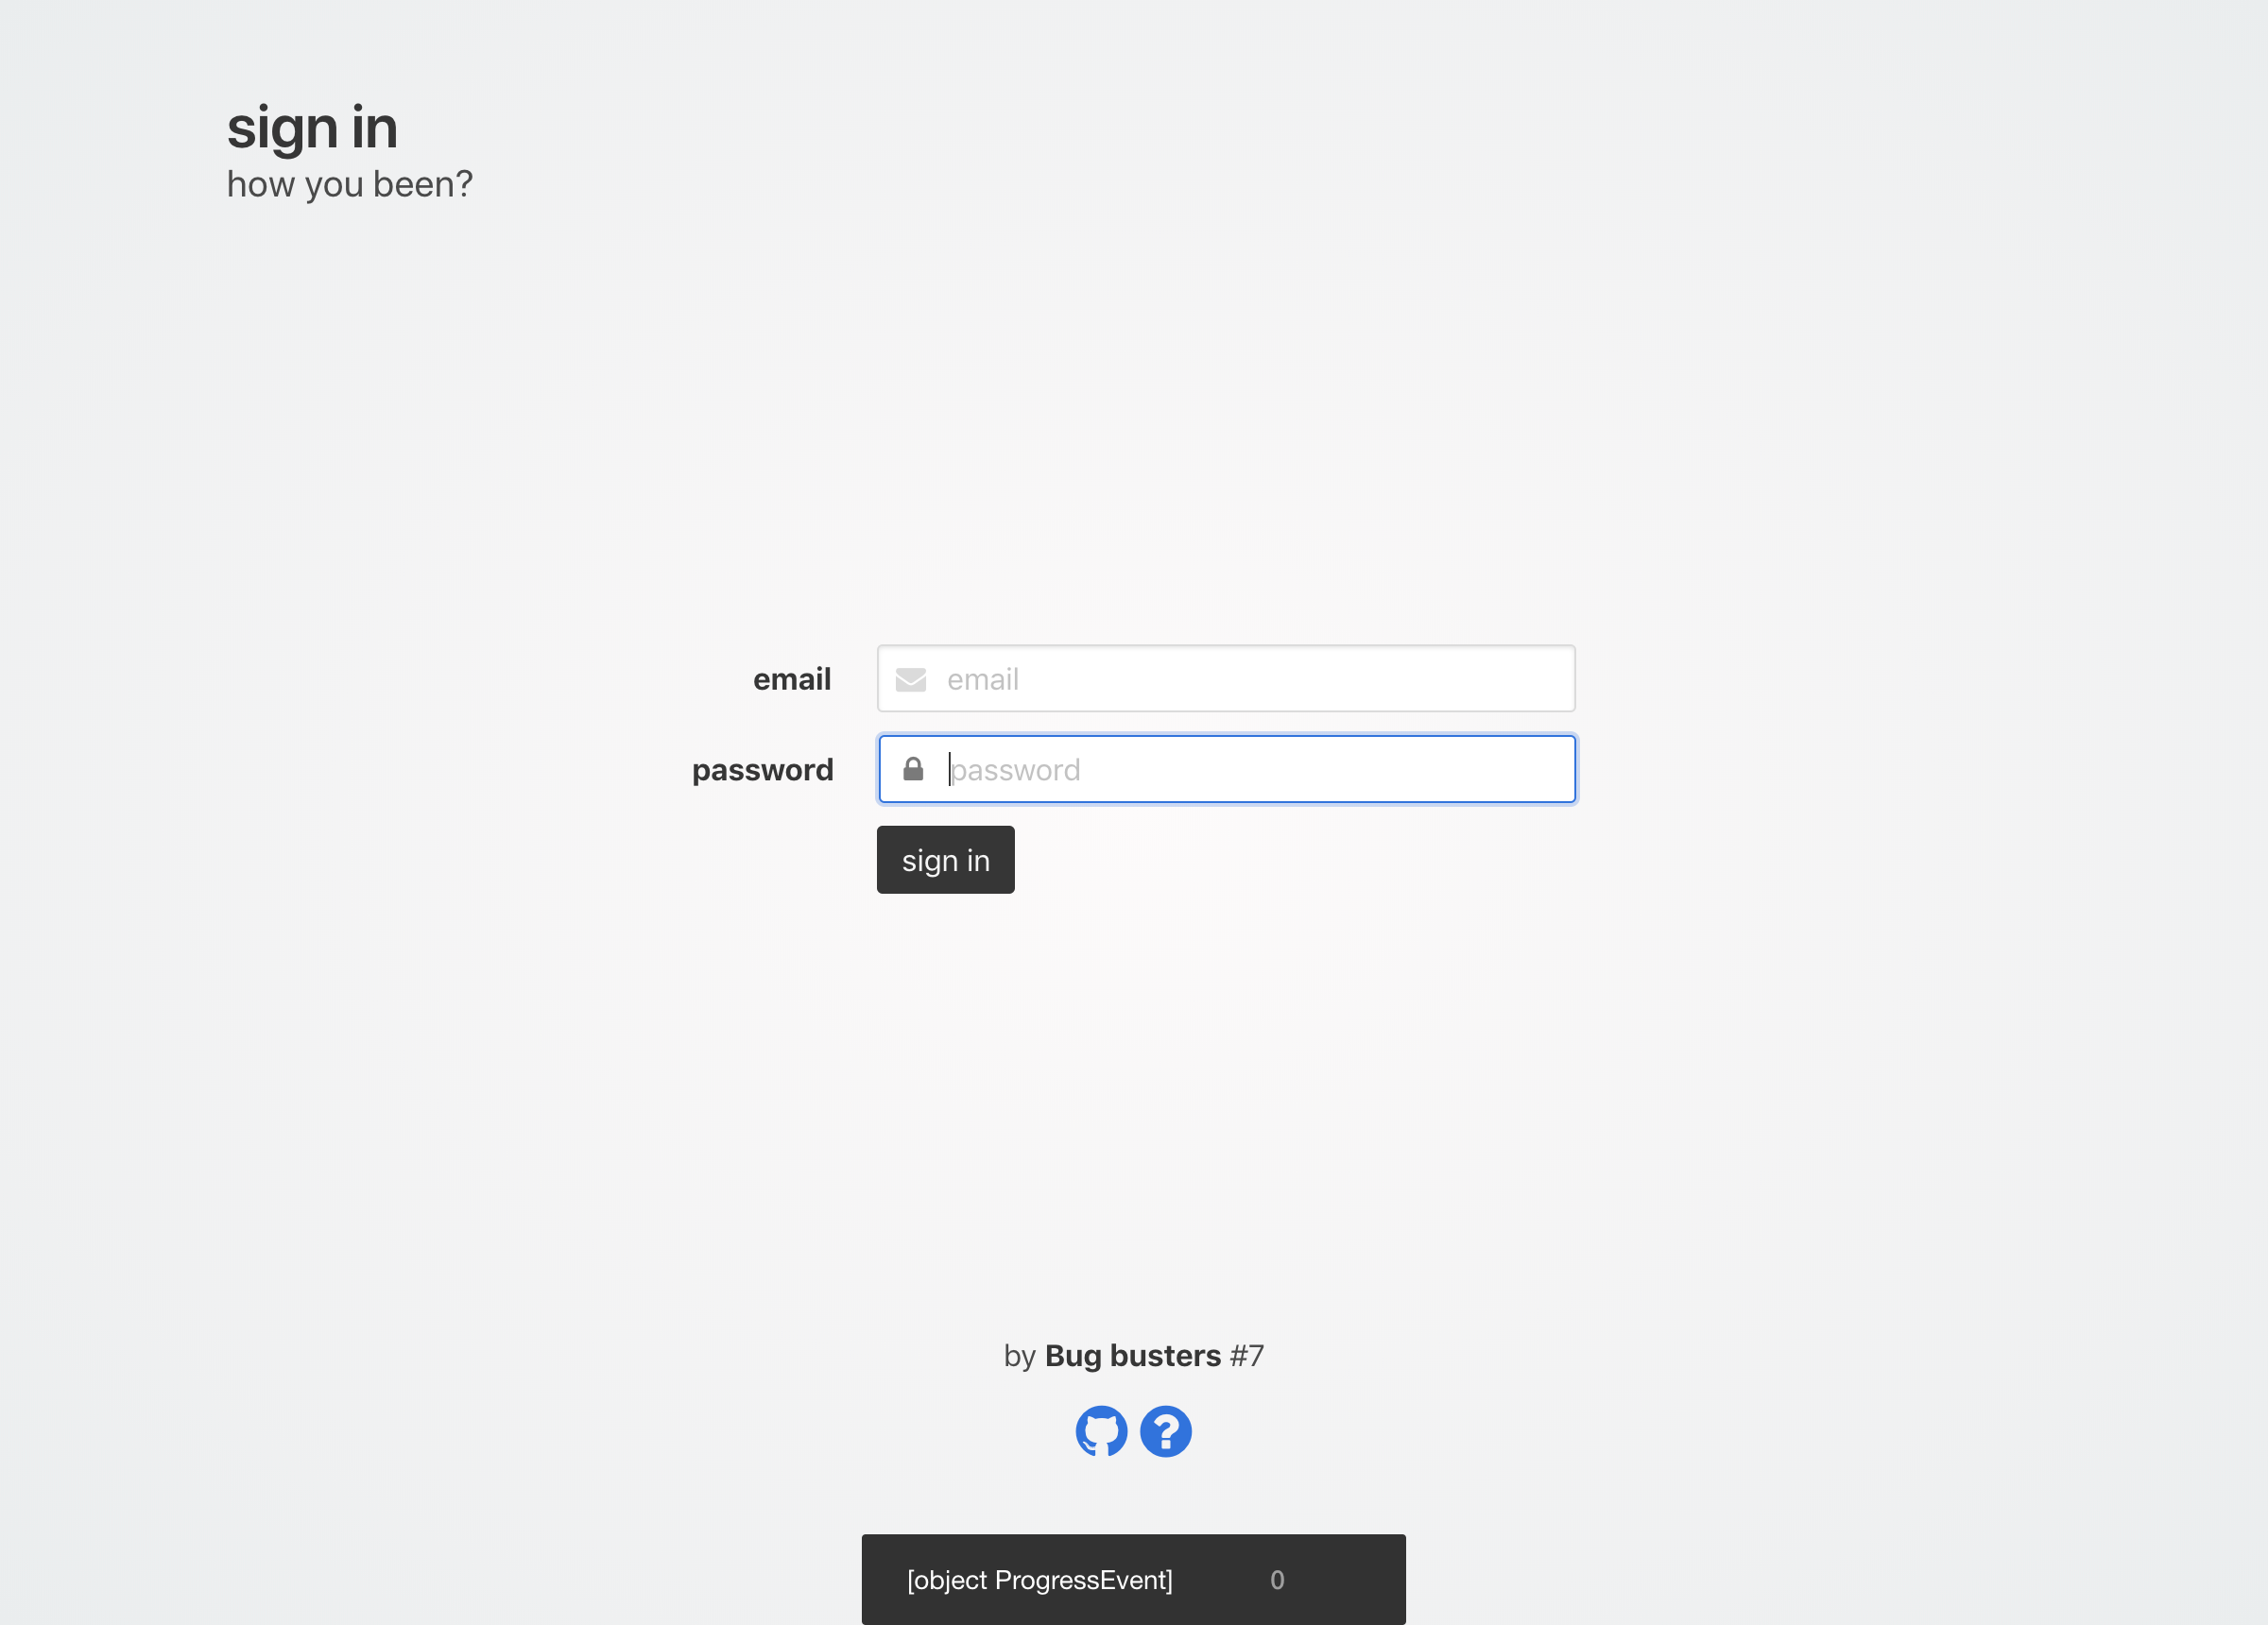 sign in
how you been?
email
email
password
password
sign in
by Bug busters #7
[object ProgressEvent] 0